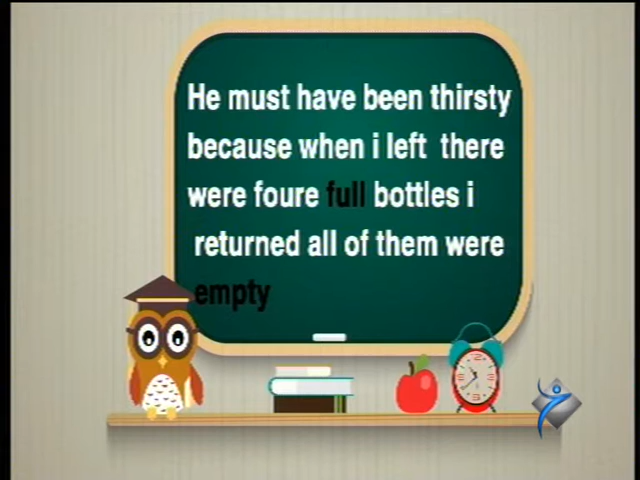 He must have been thirsty
because when i left there
were foure full bottles i
returned all of them were
empty